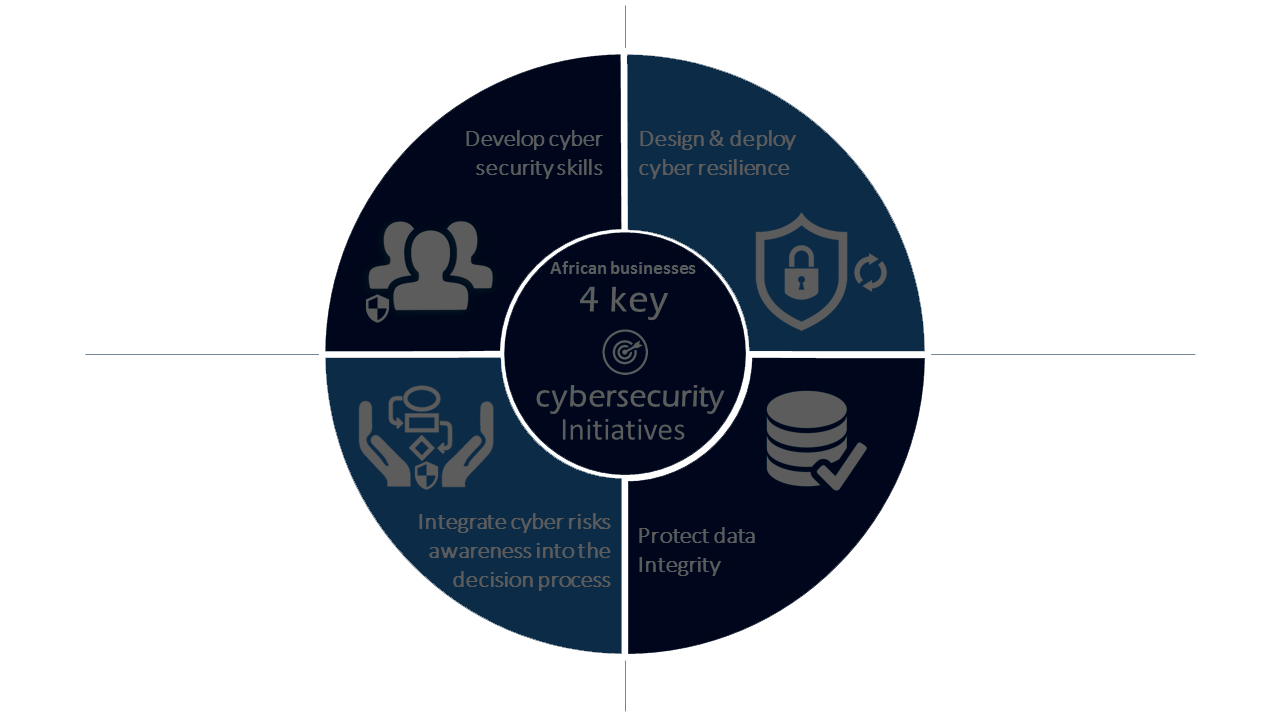 Develop cyber
security skills
Design & deploy
cyber resilience
African businesses
4 key
cybersecurity
Initiatives
Integrate cyber risks
awareness into the
decision process
Protect data
Integrity